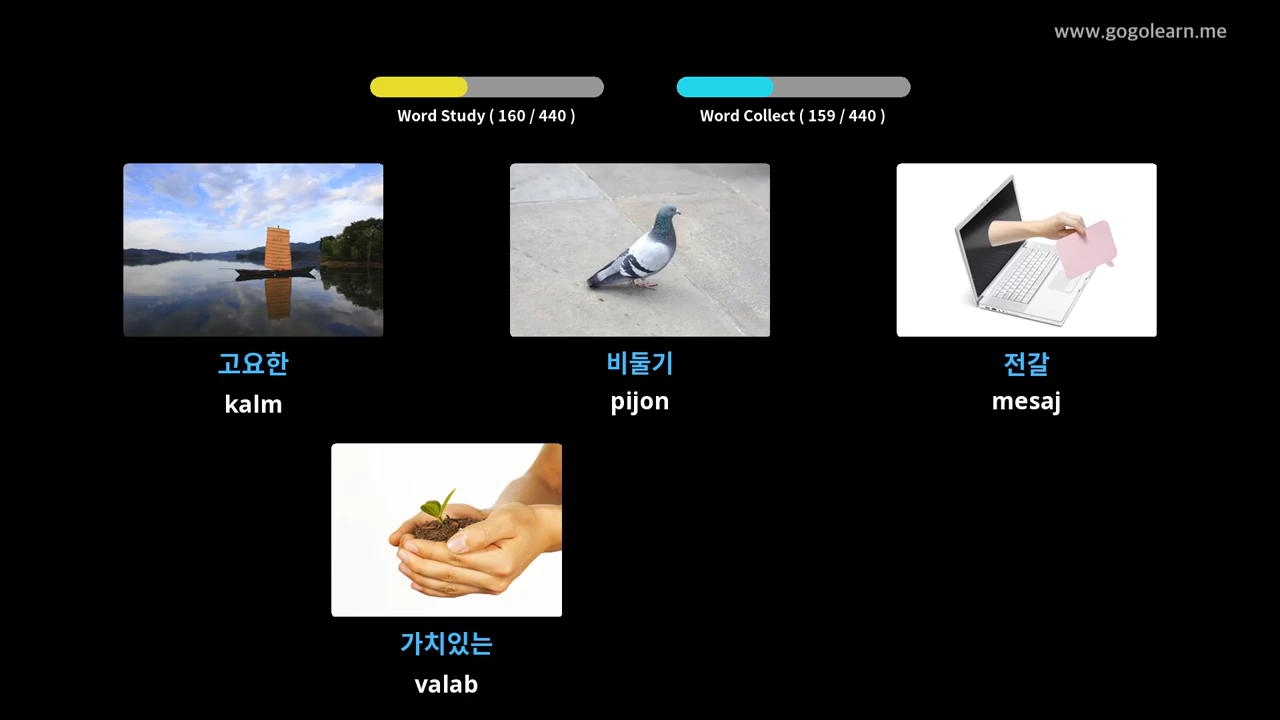 www.gogolearn.me
Word Study ( 160 / 440 )
Word Collect ( 159 / 440 )
고요한
kalm
비둘기
pijon
전갈
mesaj
가치있는
valab